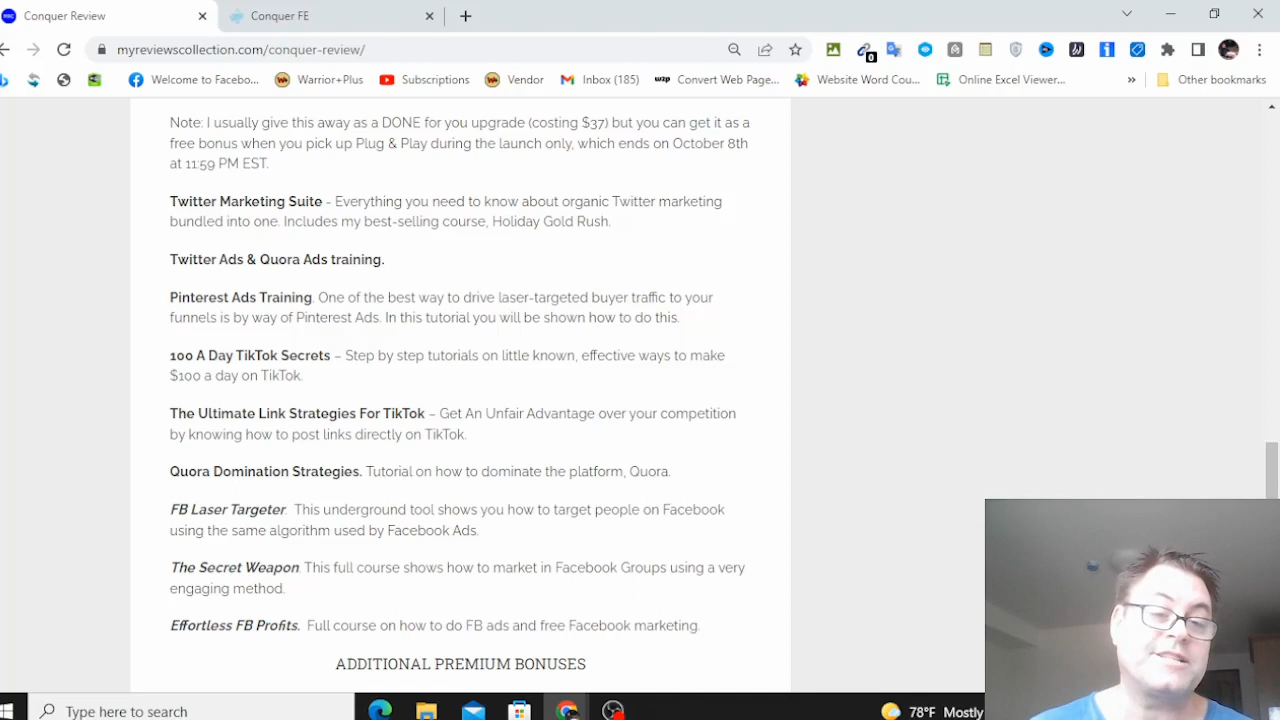 Conquer Review
Conquer FE
myreviewscollection.com/conquer-review/
0
Welcome to Facebo...
Warrior+Plus
Subscriptions
Vendor
Inbox (185)
Convert Web Page...
Website Word Cou...
Online Excel Viewer...
Other bookmarks
Note: I usually give this away as a DONE for you upgrade (costing $37) but you can get it as a
free bonus when you pick up Plug & Play during the launch only, which ends on October 8th
at 11:59 PM EST.
Twitter Marketing Suite - Everything you need to know about organic Twitter marketing
bundled into one. Includes my best-selling course, Holiday Gold Rush.
Twitter Ads & Quora Ads training.
Pinterest Ads Training. One of the best way to drive laser-targeted buyer traffic to your
funnels is by way of Pinterest Ads. In this tutorial you will be shown how to do this.
100 A Day TikTok Secrets – Step by step tutorials on little known, effective ways to make
$100 a day on TikTok.
The Ultimate Link Strategies For TikTok – Get An Unfair Advantage over your competition
by knowing how to post links directly on TikTok.
Quora Domination Strategies. Tutorial on how to dominate the platform, Quora.
FB Laser Targeter. This underground tool shows you how to target people on Facebook
using the same algorithm used by Facebook Ads.
The Secret Weapon. This full course shows how to market in Facebook Groups using a very
engaging method.
Effortless FB Profits. Full course on how to do FB ads and free Facebook marketing.
ADDITIONAL PREMIUM BONUSES
Type here to search
78°F Mostly